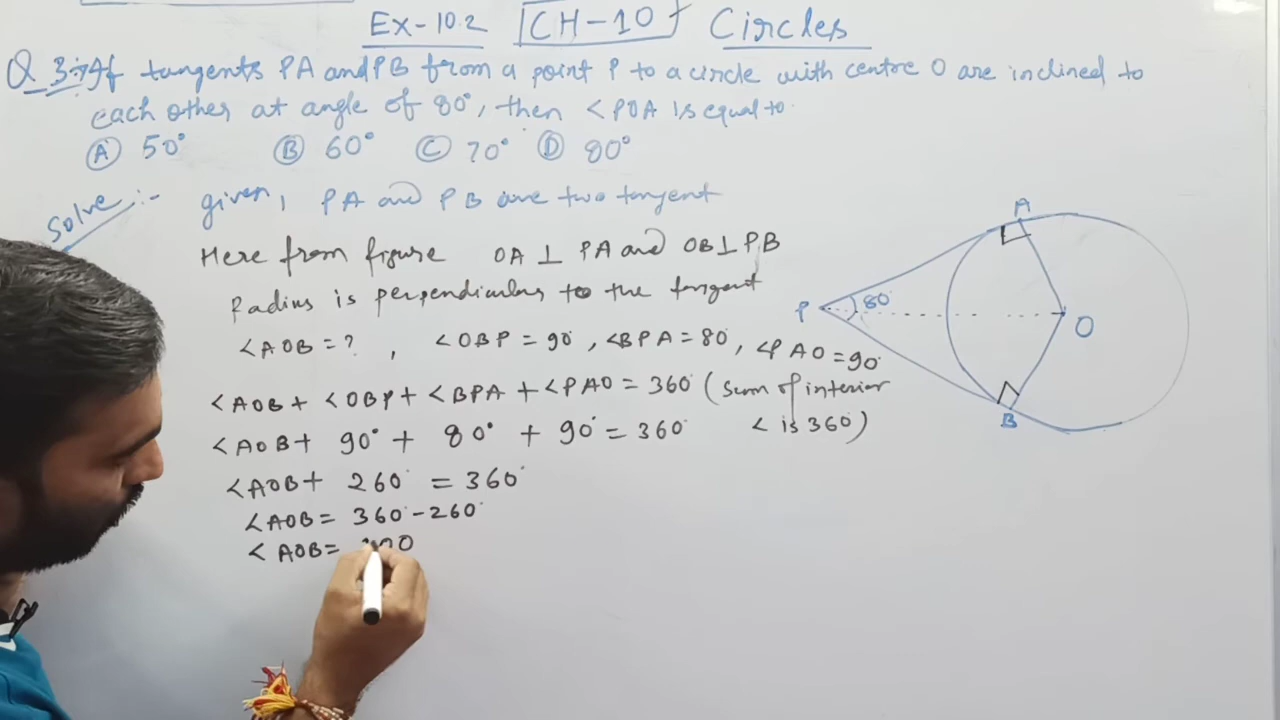 Ex-10.2 CH-10 Circles
Q.3:- If tangents PA and PB from a point P to a circle with centre O are inclined to
each other at angle of 80°, then <POA is equal to
(A) 50° (B) 60° (C) 70° (D) 80°
Solve:- given, PA and PB are two tangent
Here from figure OA ⊥ PA and OB ⊥ PB
Radius is perpendicular to the tangent
<AOB = ? , <OBP = 90°, <BPA = 80°, <PAO = 90°
<AOB + <OBP + <BPA + <PAO = 360° (Sum of interior
< is 360°)
<AOB + 90° + 80° + 90° = 360°
<AOB + 260° = 360°
<AOB = 360° - 260°
<AOB = 100
A
P
80°
O
B